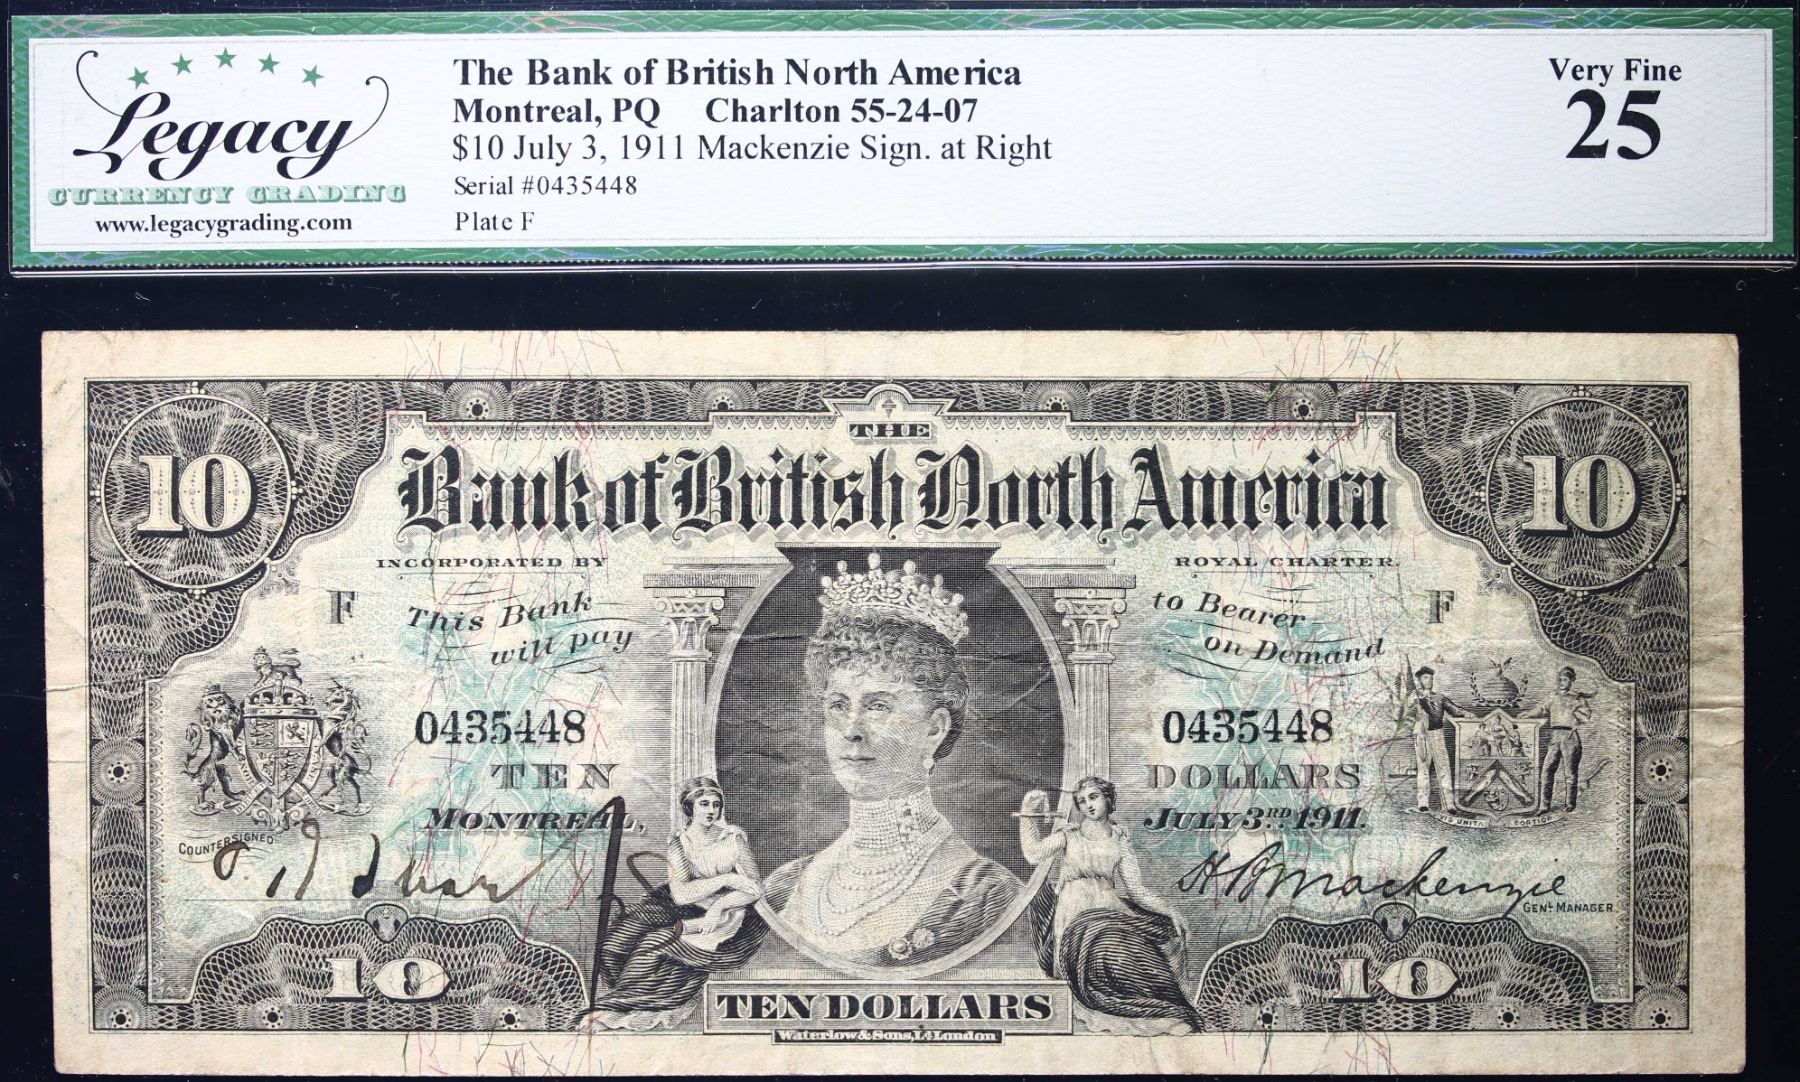 Legacy
CURRENCY GRADING
www.legacygrading.com
The Bank of British North America
Montreal, PQ Charlton 55-24-07
$10 July 3, 1911 Mackenzie Sign. at Right
Serial #0435448
Plate F
Very Fine
25
10
10
THE
Bank of British North America
INCORPORATED BY
ROYAL CHARTER.
F
F
This Bank
will pay
to Bearer
on Demand
0435448
0435448
TEN
DOLLARS
MONTREAL,
JULY 3RD 1911.
VIS UNITA FORTIOR
COUNTERSIGNED
H B Mackenzie
GENL MANAGER
10
10
TEN DOLLARS
Waterlow & Sons, Ld London